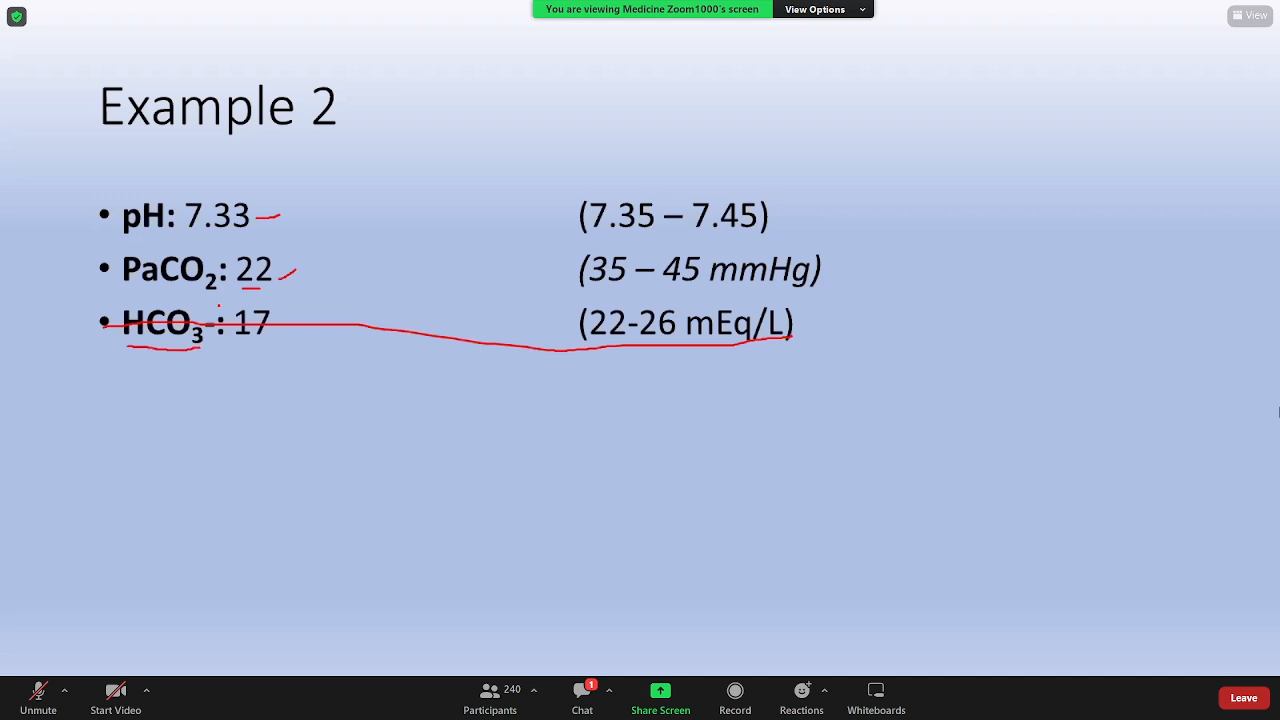 You are viewing Medicine Zoom1000's screen
View Options
View
Example 2
• pH: 7.33 (7.35 – 7.45)
• PaCO₂: 22 (35 – 45 mmHg)
• HCO₃-: 17 (22-26 mEq/L)
Unmute
Start Video
240
Participants
1
Chat
Share Screen
Record
Reactions
Whiteboards
Leave